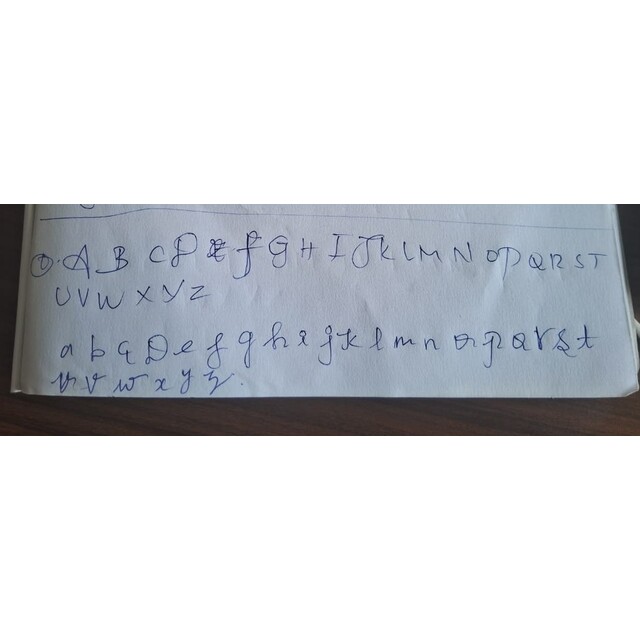 ①. A B C D E F G H I J K L M N O P Q R S T
U V W X Y Z
a b c D e f g h i j k l m n o p q r s t
u v w x y z.